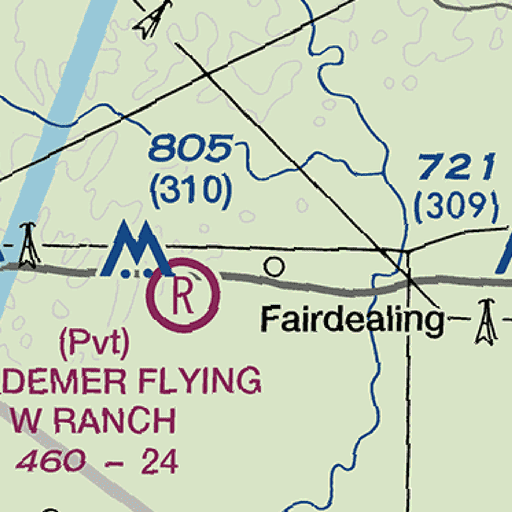 805
(310)
721
(309)
R
Fairdealing
(Pvt)
DEMER FLYING
W RANCH
460 - 24